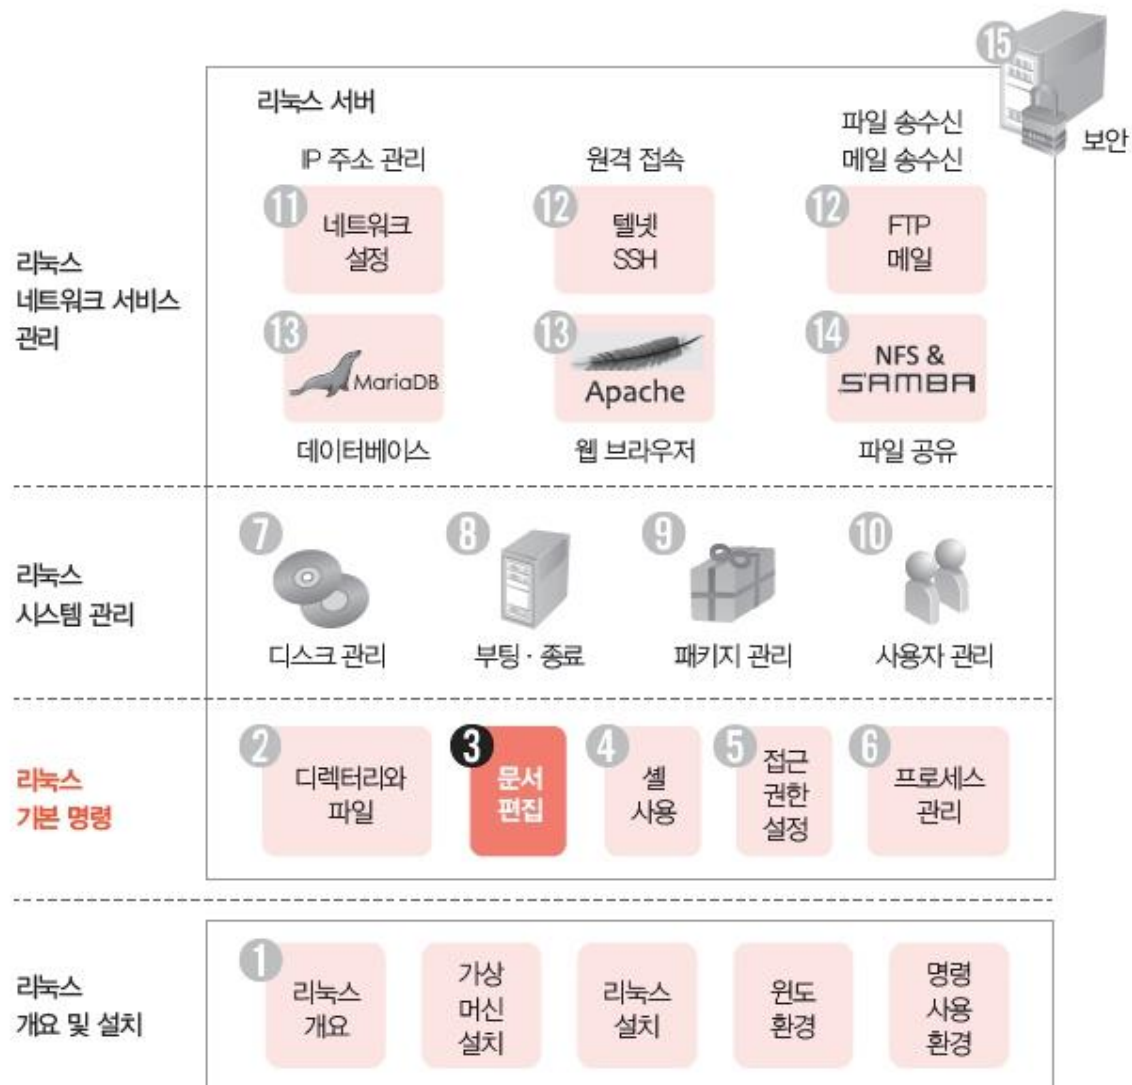 15
보안
리눅스 서버
IP 주소 관리
원격 접속
파일 송수신
메일 송수신
리눅스
네트워크 서비스
관리
11
네트워크
설정
12
텔넷
SSH
12
FTP
메일
13
MariaDB
13
Apache
14
NFS &
SAMBA
데이터베이스
웹 브라우저
파일 공유
리눅스
시스템 관리
7
디스크 관리
8
부팅 · 종료
9
패키지 관리
10
사용자 관리
리눅스
기본 명령
2
디렉터리와
파일
3
문서
편집
4
셸
사용
5
접근
권한
설정
6
프로세스
관리
리눅스
개요 및 설치
1
리눅스
개요
가상
머신
설치
리눅스
설치
윈도
환경
명령
사용
환경